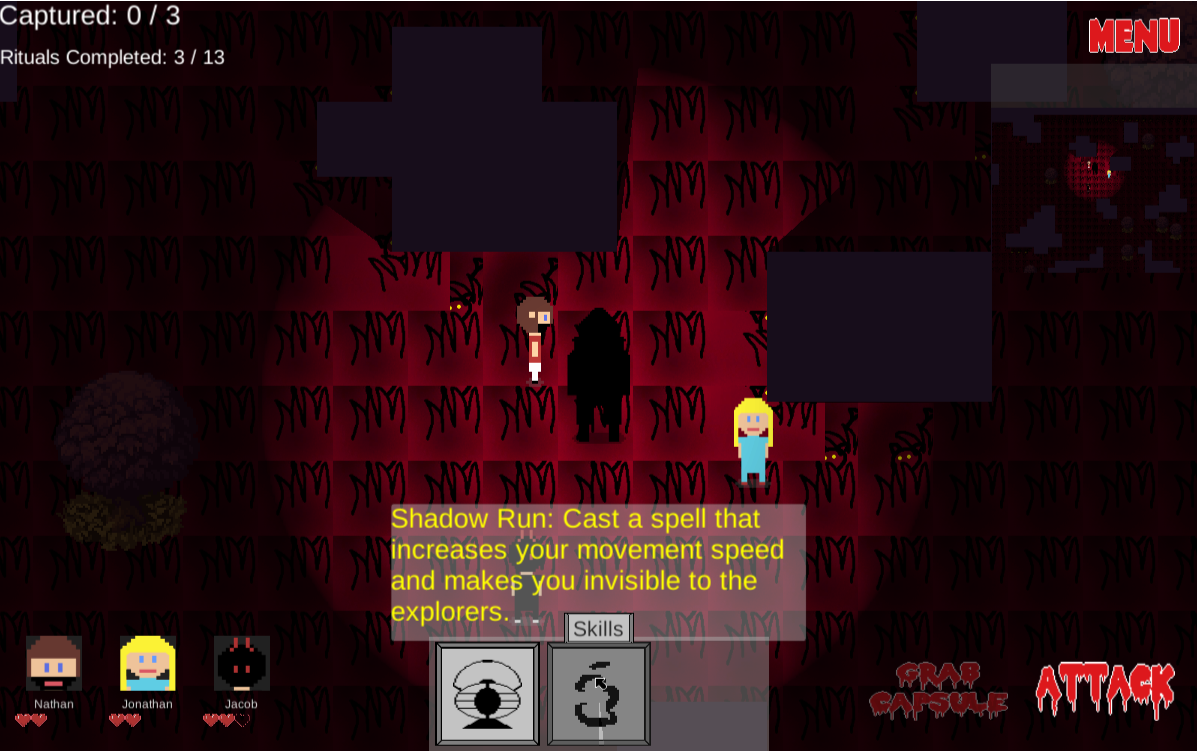 Captured: 0 / 3
Rituals Completed: 3 / 13
MENU
Shadow Run: Cast a spell that
increases your movement speed
and makes you invisible to the
explorers.
Skills
Nathan
Jonathan
Jacob
GRAB
CAPSULE
ATTACK